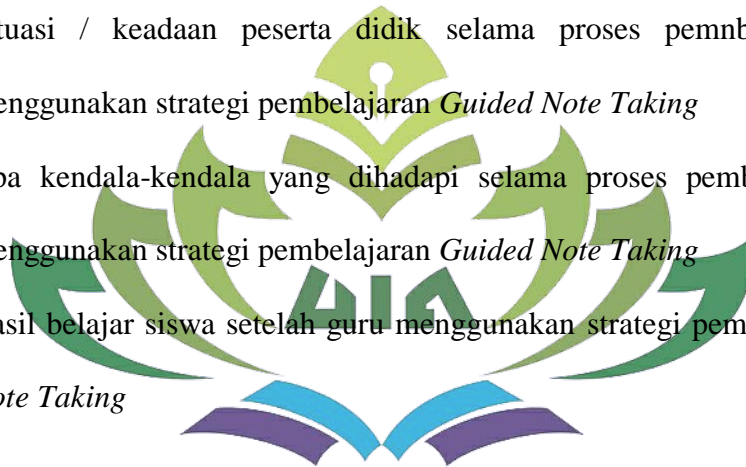 tuasi / keadaan peserta didik selama proses pemnb
enggunakan strategi pembelajaran Guided Note Taking
pa kendala-kendala yang dihadapi selama proses pemb
enggunakan strategi pembelajaran Guided Note Taking
asil belajar siswa setelah guru menggunakan strategi pem
ote Taking